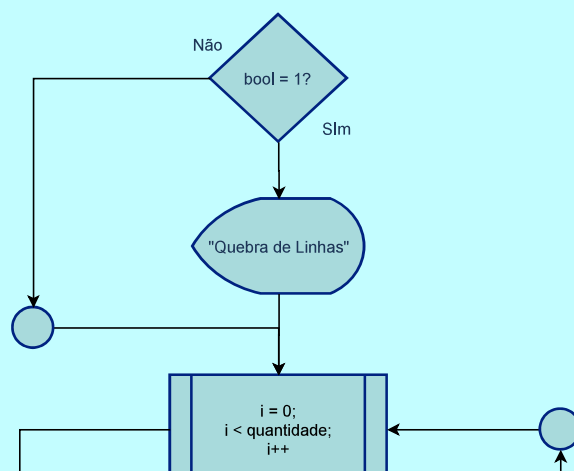 Não
bool = 1?
SIm
"Quebra de Linhas"
i = 0;
i < quantidade;
i++